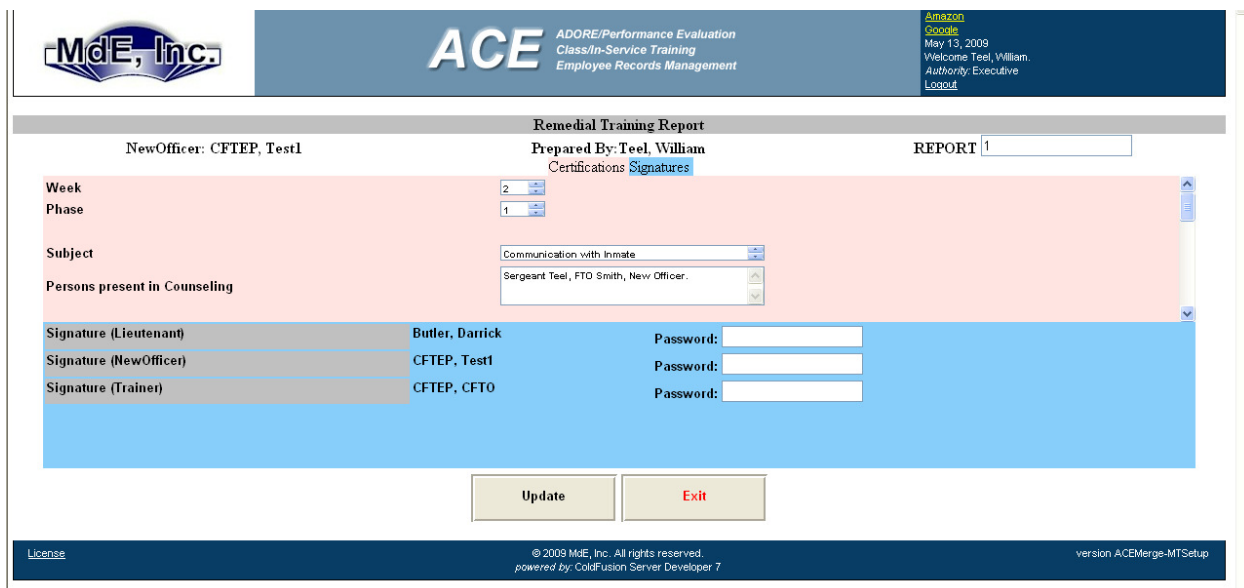 MdE, Inc.
ACE
ADORE/Performance Evaluation
Class/In-Service Training
Employee Records Management
Amazon
Google
May 13, 2009
Welcome Teel, William.
Authority: Executive
Logout
Remedial Training Report
NewOfficer: CFTEP, Test1 Prepared By:Teel, William REPORT 1
Certifications Signatures
Week 2
Phase 1
Subject Communication with Inmate
Persons present in Counseling Sergeant Teel, FTO Smith, New Officer.
Signature (Lieutenant) Butler, Darrick Password:
Signature (NewOfficer) CFTEP, Test1 Password:
Signature (Trainer) CFTEP, CFTO Password:
Update Exit
License © 2009 MdE, Inc. All rights reserved. version ACEMerge-MTSetup
powered by: ColdFusion Server Developer 7